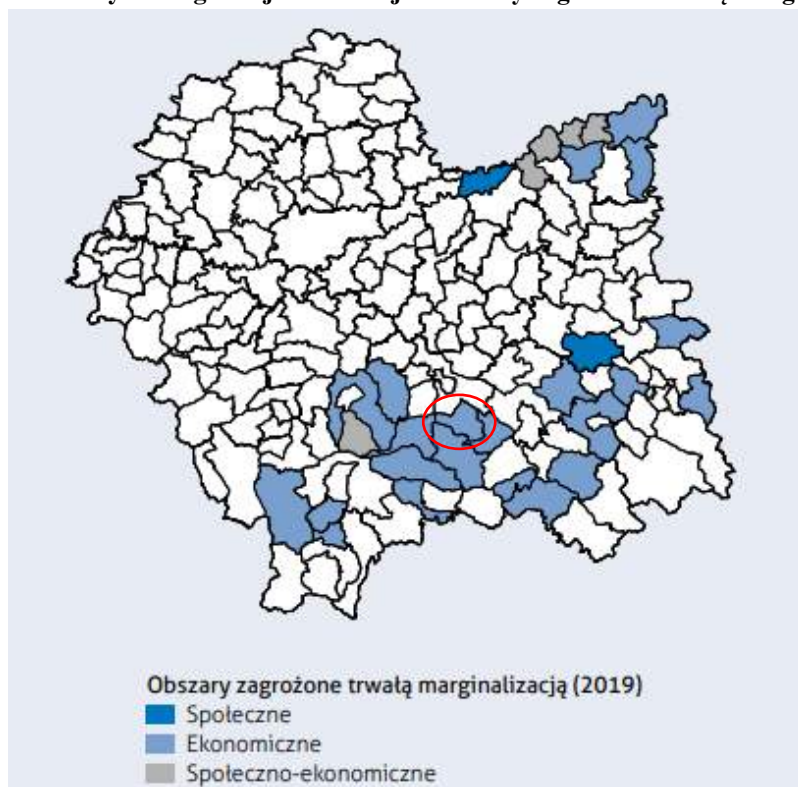 Obszary zagrożone trwałą marginalizacją (2019)
Społeczne
Ekonomiczne
Społeczno-ekonomiczne